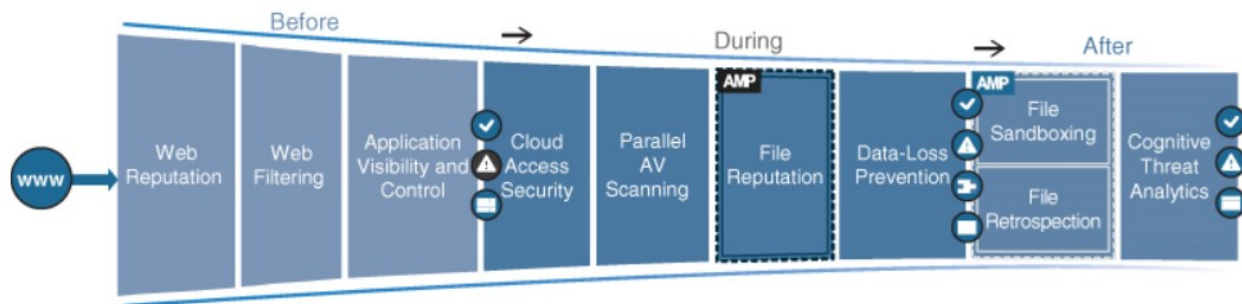 Before
During
After
www
Web
Reputation
Web
Filtering
Application
Visibility and
Control
Cloud
Access
Security
Parallel
AV
Scanning
AMP
File
Reputation
Data-Loss
Prevention
AMP
File
Sandboxing
File
Retrospection
Cognitive
Threat
Analytics